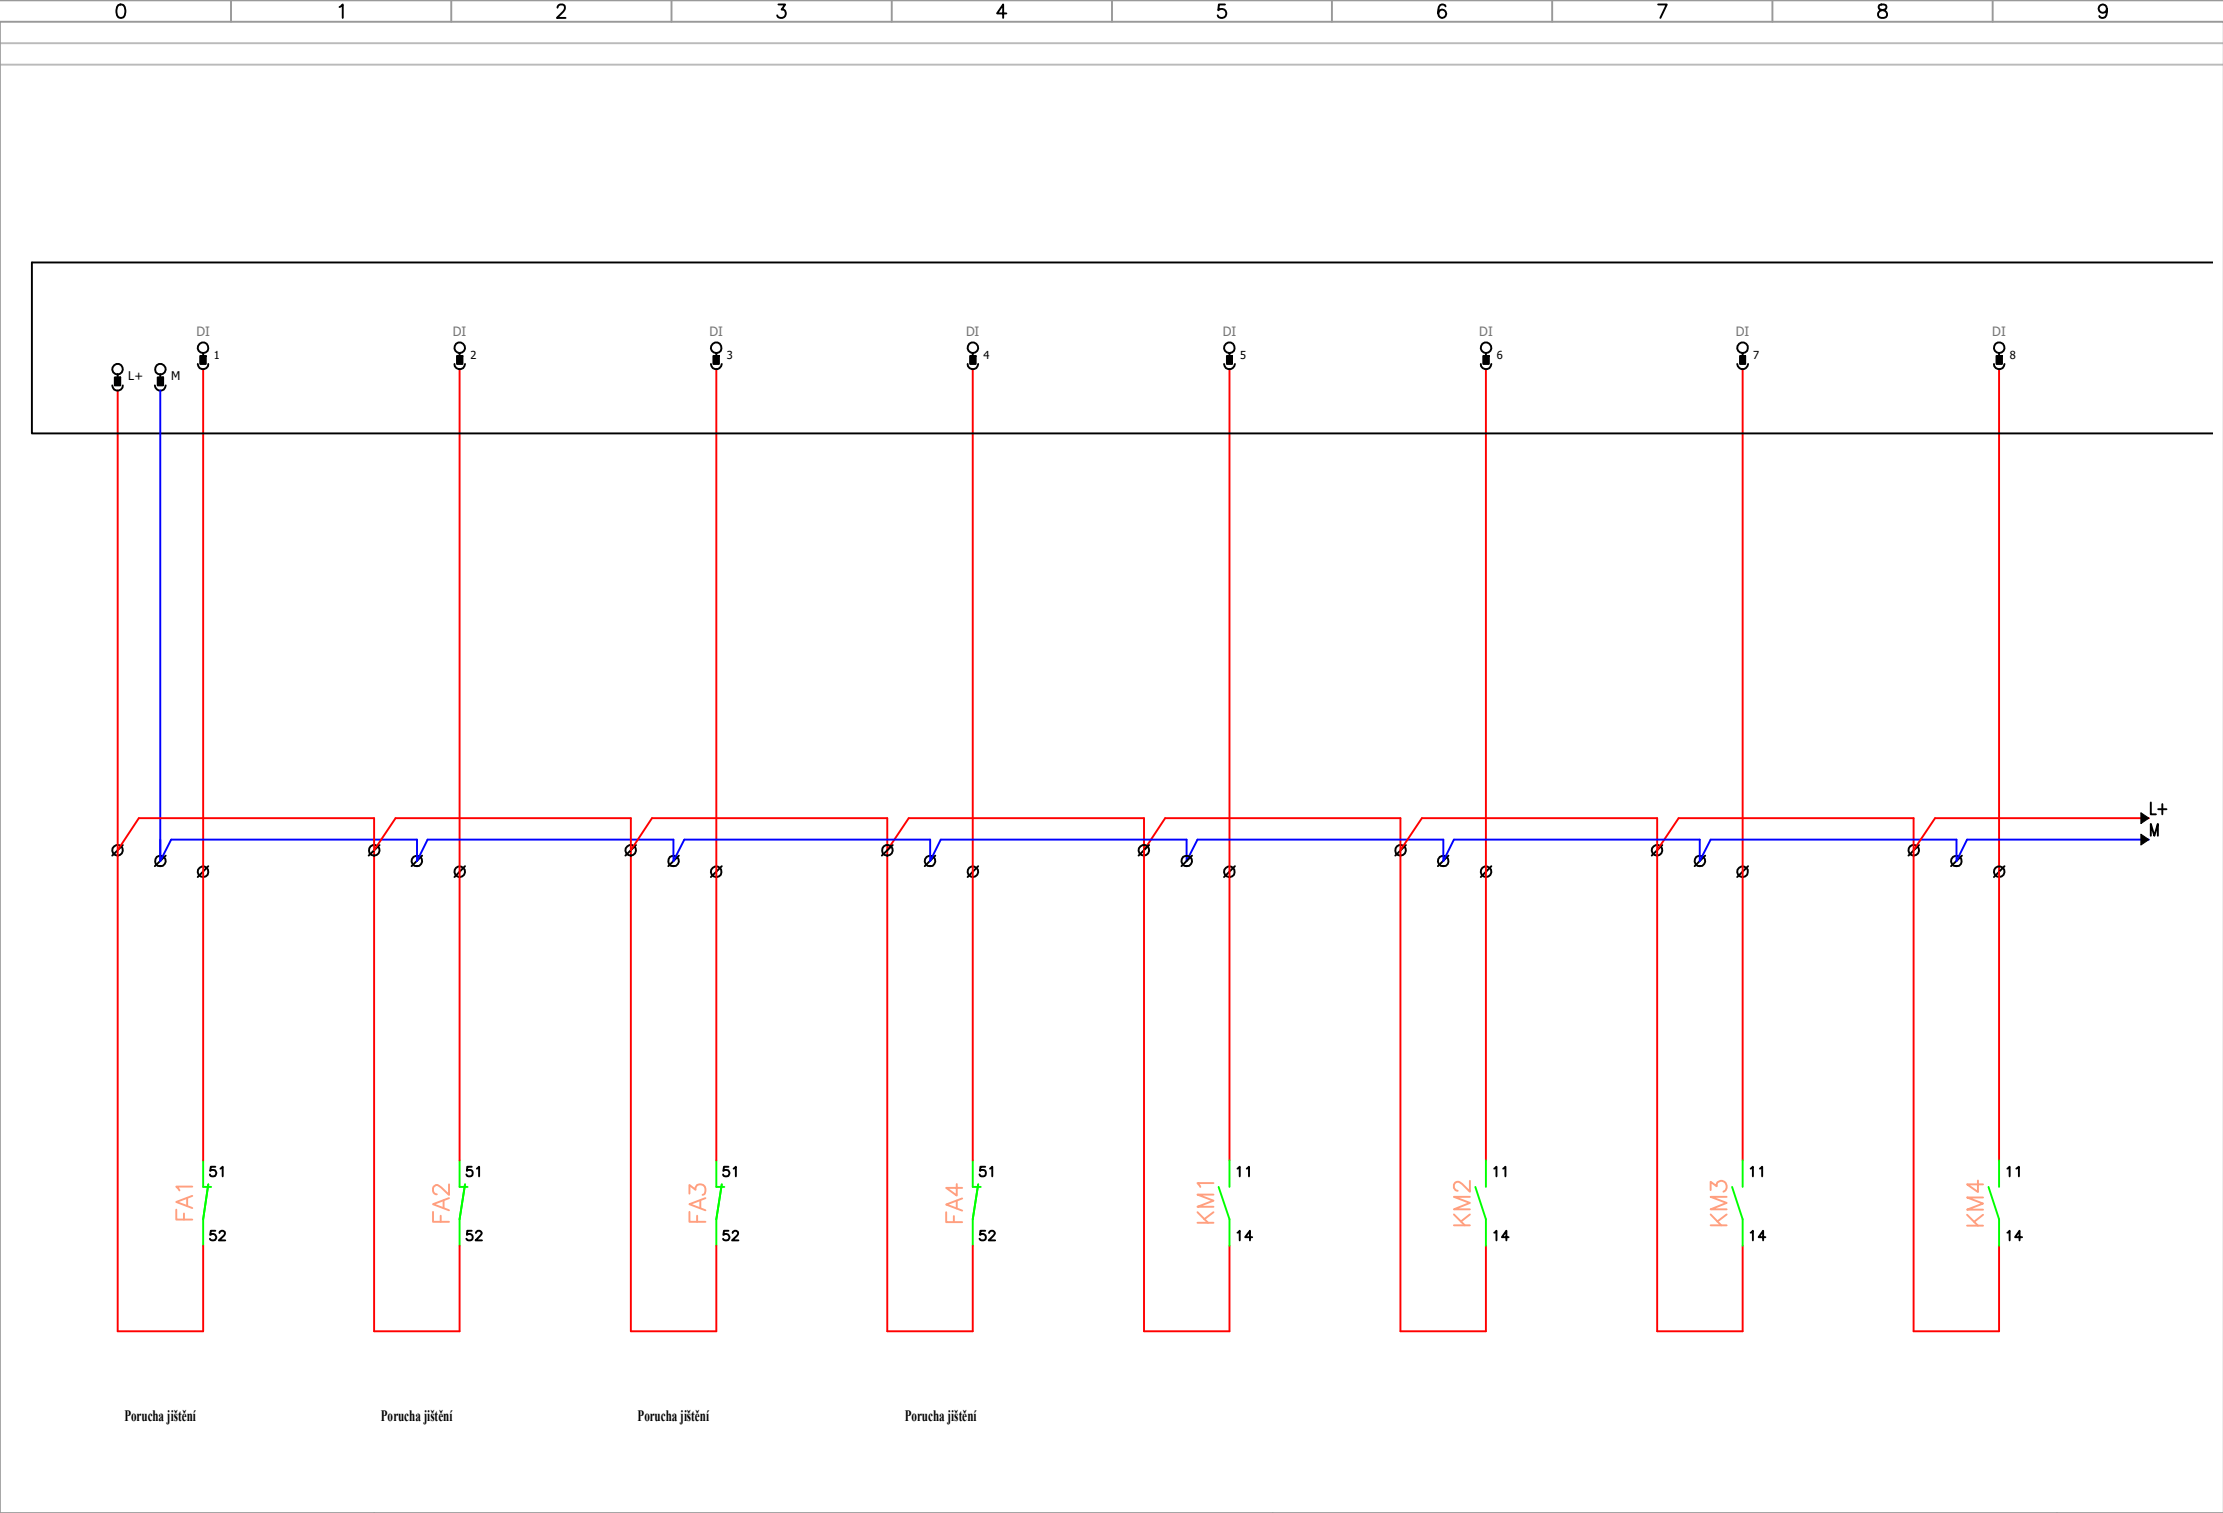 0 1 2 3 4 5 6 7 8 9
DI DI DI DI DI DI DI DI
1 2 3 4 5 6 7 8
L+ M
L+
M
51 51 51 51 11 11 11 11
FA1 FA2 FA3 FA4 KM1 KM2 KM3 KM4
52 52 52 52 14 14 14 14
Porucha jištění Porucha jištění Porucha jištění Porucha jištění